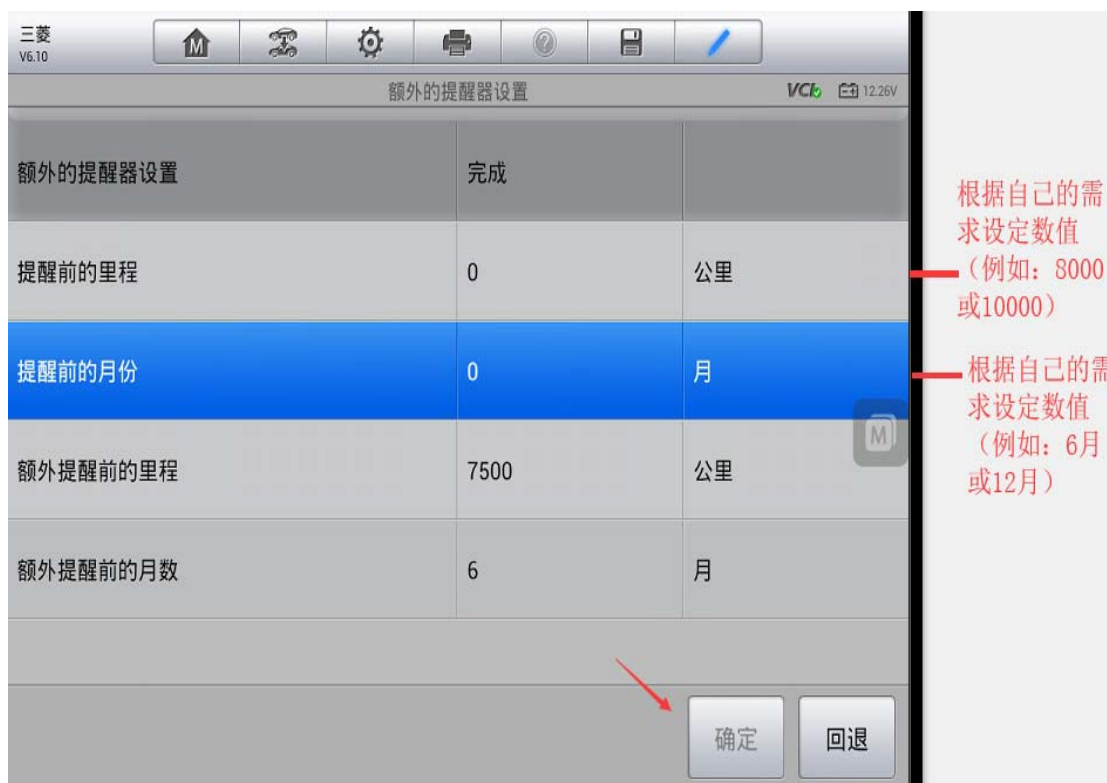 三菱
V6.10
额外的提醒器设置
VCI 12.26V
额外的提醒器设置 完成
提醒前的里程 0 公里
提醒前的月份 0 月
M
额外提醒前的里程 7500 公里
额外提醒前的月数 6 月
确定 回退
根据自己的需
求设定数值
（例如：8000
或10000）
根据自己的需
求设定数值
（例如：6月
或12月）